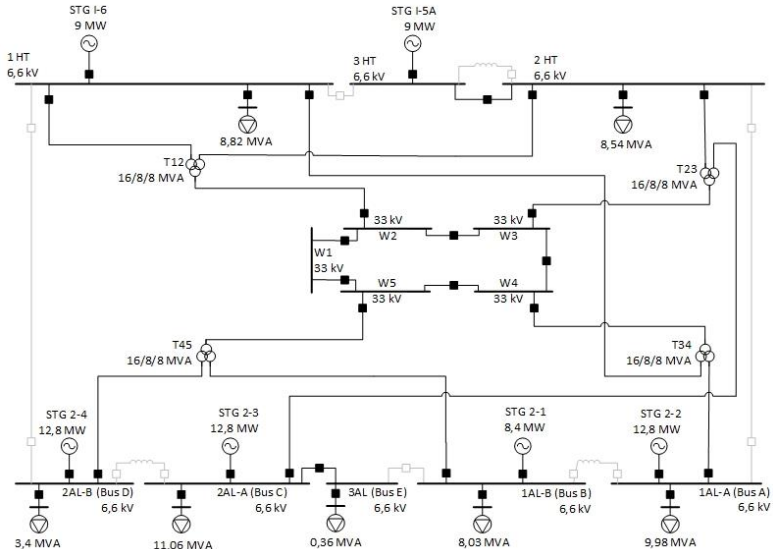 STG I-6
9 MW
STG I-5A
9 MW
1 HT
6,6 kV
3 HT
6,6 kV
2 HT
6,6 kV
8,82 MVA
8,54 MVA
T12
16/8/8 MVA
T23
16/8/8 MVA
33 kV
W2
33 kV
W3
W1
33 kV
W5
33 kV
W4
33 kV
T45
16/8/8 MVA
T34
16/8/8 MVA
STG 2-4
12,8 MW
STG 2-3
12,8 MW
STG 2-1
8,4 MW
STG 2-2
12,8 MW
2AL-B (Bus D)
6,6 kV
2AL-A (Bus C)
6,6 kV
3AL (Bus E)
6,6 kV
1AL-B (Bus B)
6,6 kV
1AL-A (Bus A)
6,6 kV
3,4 MVA
11,06 MVA
0,36 MVA
8,03 MVA
9,98 MVA